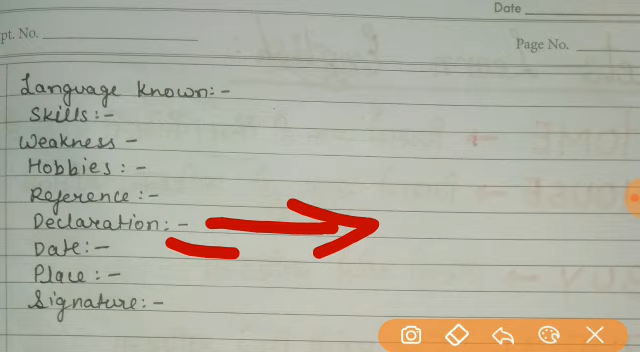 Date
pt. No.
Page No.
Language Known:-
Skills:-
Weakness -
Hobbies:-
Reference:-
Declaration:-
Date:-
Place:-
Signature:-